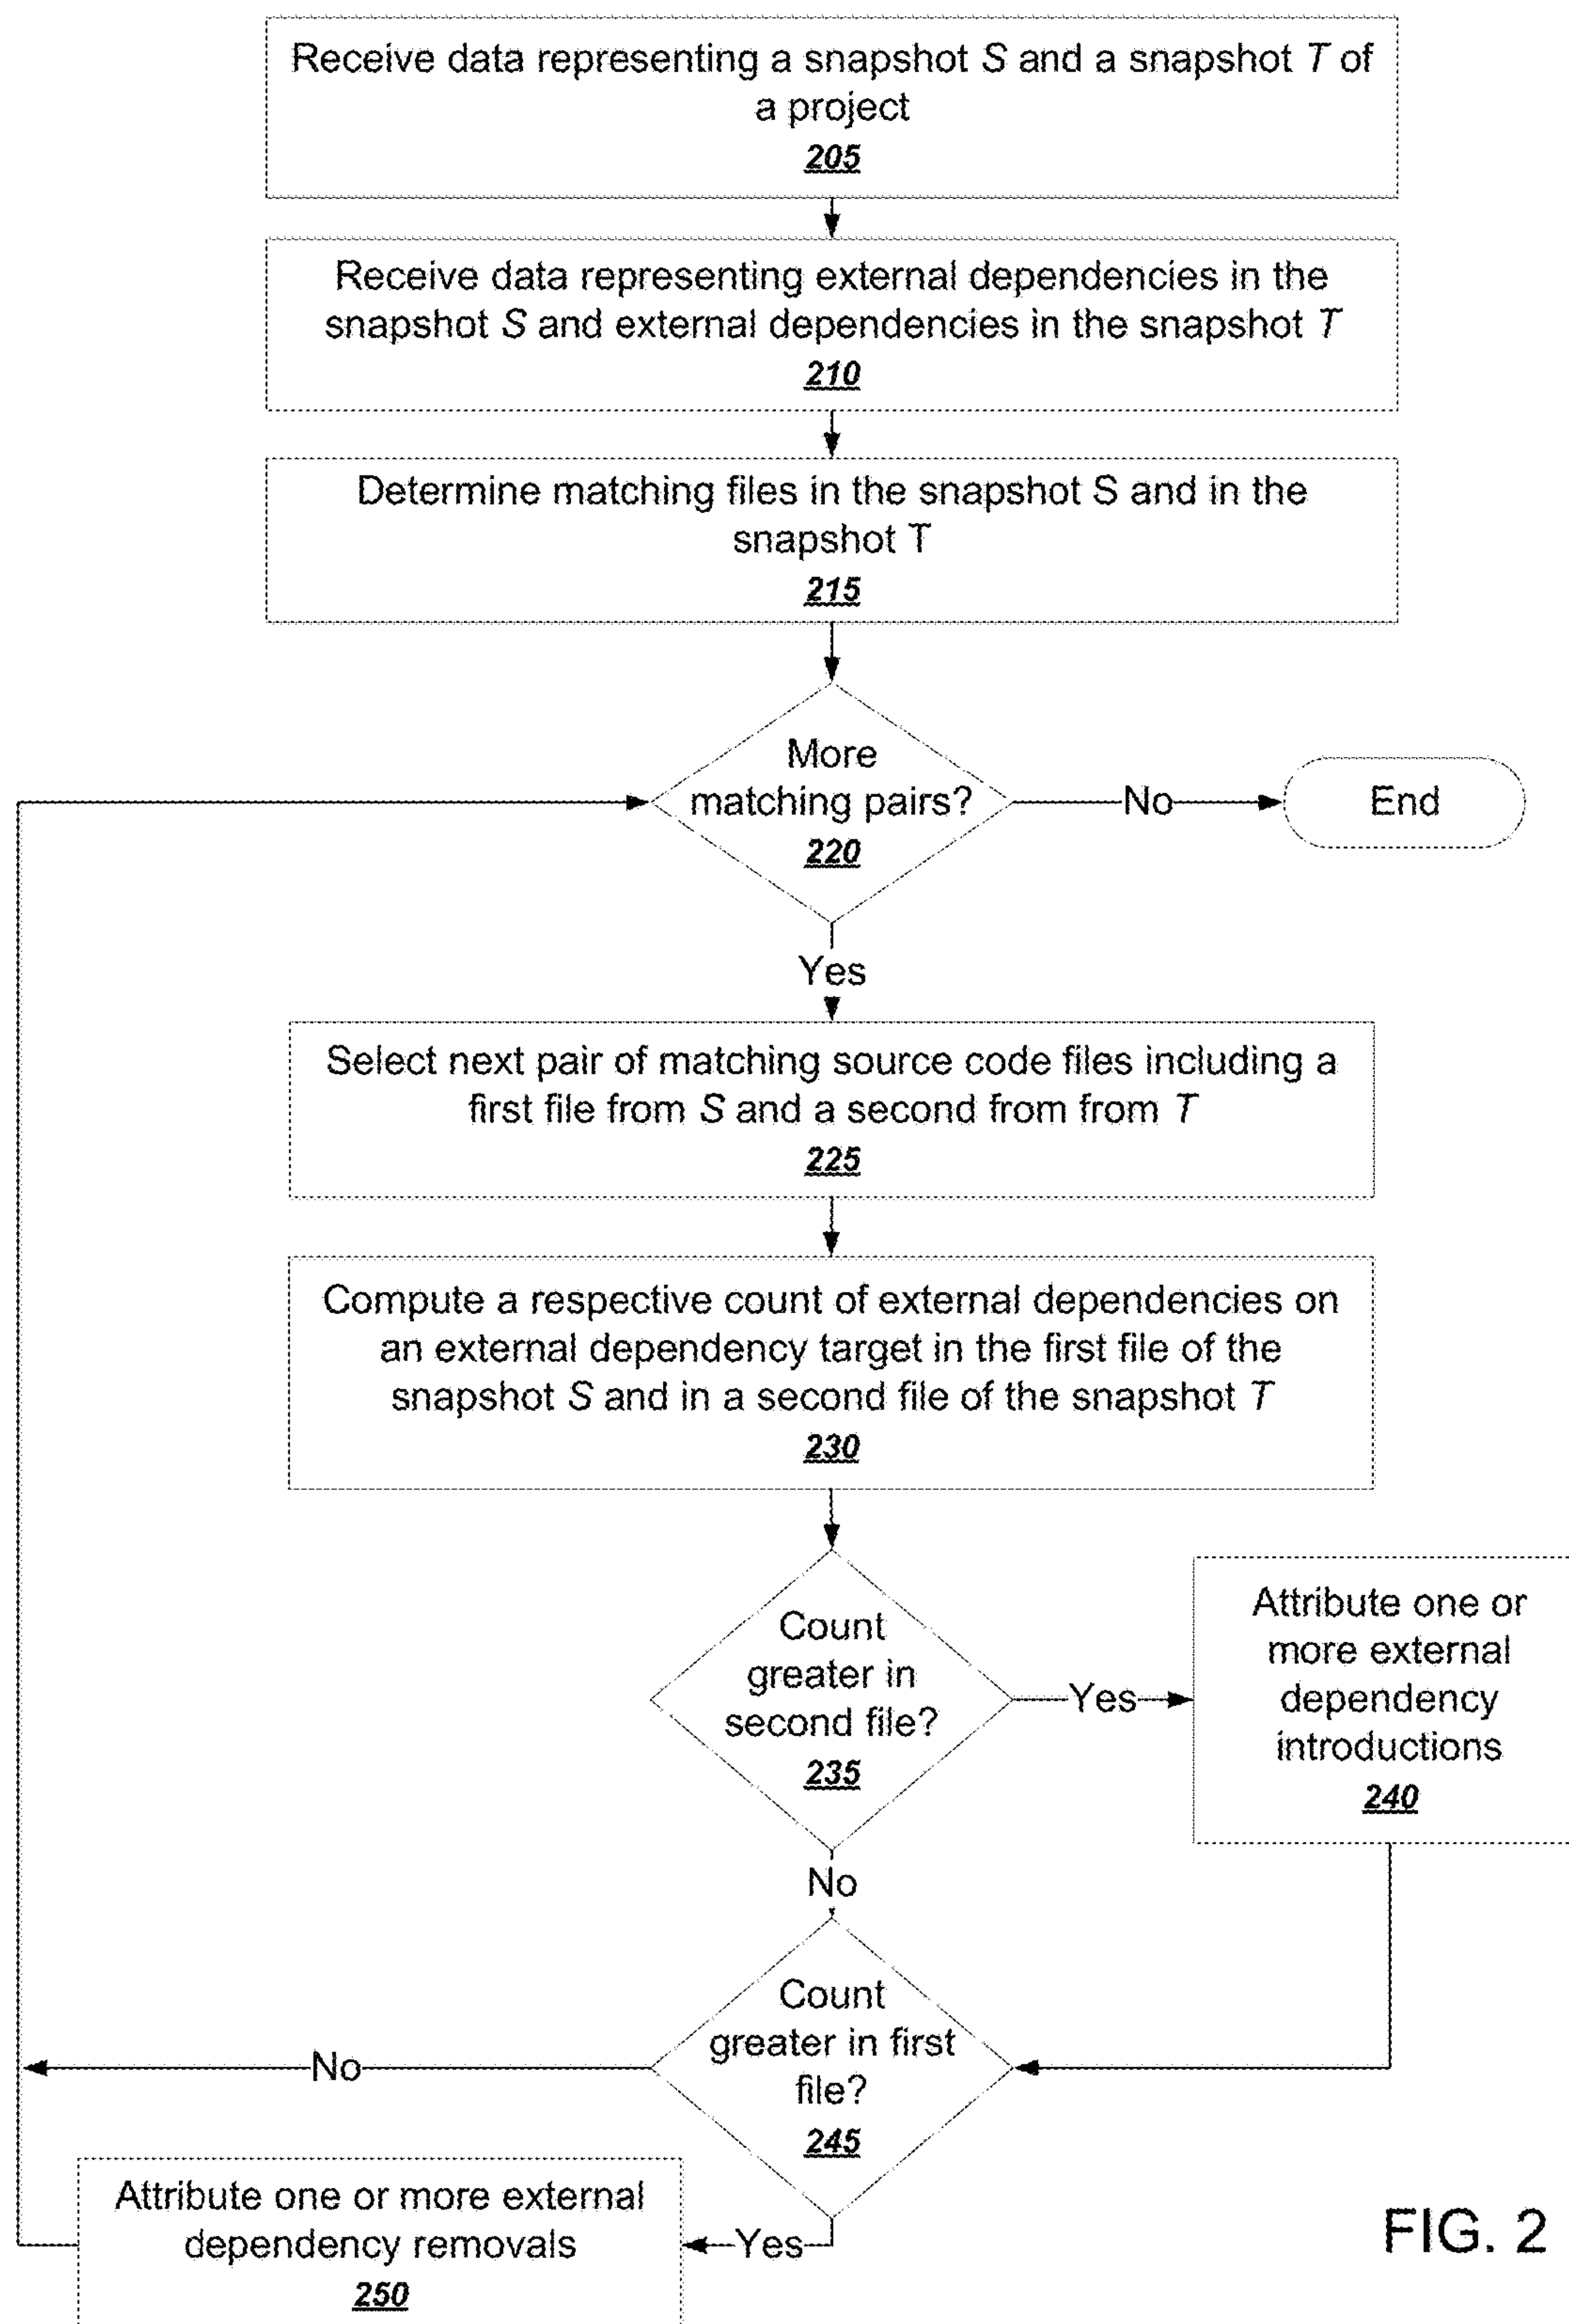 Receive data representing a snapshot S and a snapshot T of
a project
205
Receive data representing external dependencies in the
snapshot S and external dependencies in the snapshot T
210
Determine matching files in the snapshot S and in the
snapshot T
215
More
matching pairs?
220
No
End
Yes
Select next pair of matching source code files including a
first file from S and a second from from T
225
Compute a respective count of external dependencies on
an external dependency target in the first file of the
snapshot S and in a second file of the snapshot T
230
Count
greater in
second file?
235
Yes
Attribute one or
more external
dependency
introductions
240
No
Count
greater in first
file?
245
No
Yes
Attribute one or more external
dependency removals
250
FIG. 2